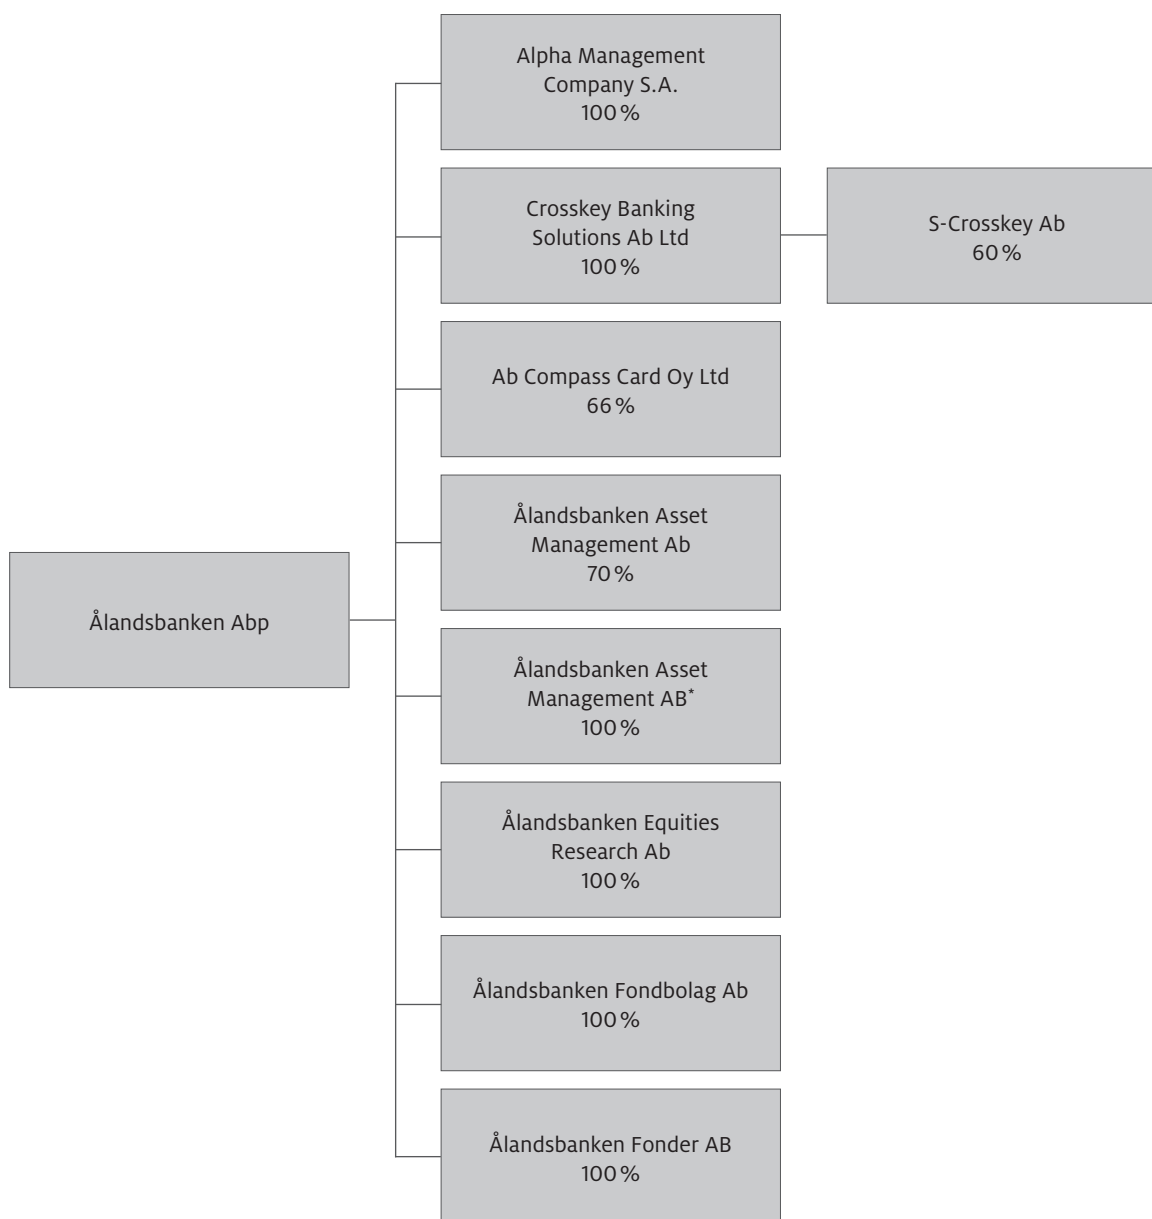 Alpha Management
Company S.A.
100 %
Crosskey Banking
Solutions Ab Ltd
100 %
S-Crosskey Ab
60 %
Ab Compass Card Oy Ltd
66 %
Ålandsbanken Asset
Management Ab
70 %
Ålandsbanken Abp
Ålandsbanken Asset
Management AB*
100 %
Ålandsbanken Equities
Research Ab
100 %
Ålandsbanken Fondbolag Ab
100 %
Ålandsbanken Fonder AB
100 %